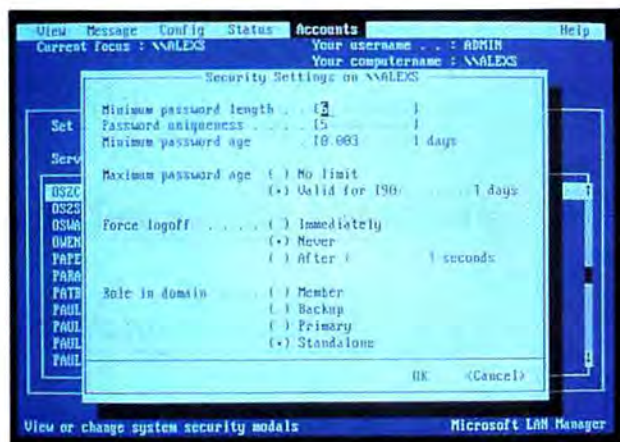 View Message Config Status Accounts Help
Current focus : \\ALEXS Your username . . : ADMIN
Your computername : \\ALEXS
Security Settings on \\ALEXS
Minimum password length . . [3 ]
Password uniqueness . . . . . [5 ]
Minimum password age [0.003 ] days
Maximum password age ( ) No limit
(•) Valid for [90 ] days
Force logoff . . . . . ( ) Immediately
(•) Never
( ) After [ ] seconds
Role in domain . . . . . ( ) Member
( ) Backup
( ) Primary
(•) Standalone
OK <Cancel>
Set
Serv
OSZC
OSZS
OSWA
OWEN
PAPE
PARA
PATB
PAUL
PAUL
PAUL
PAUL
View or change system security modals Microsoft LAN Manager